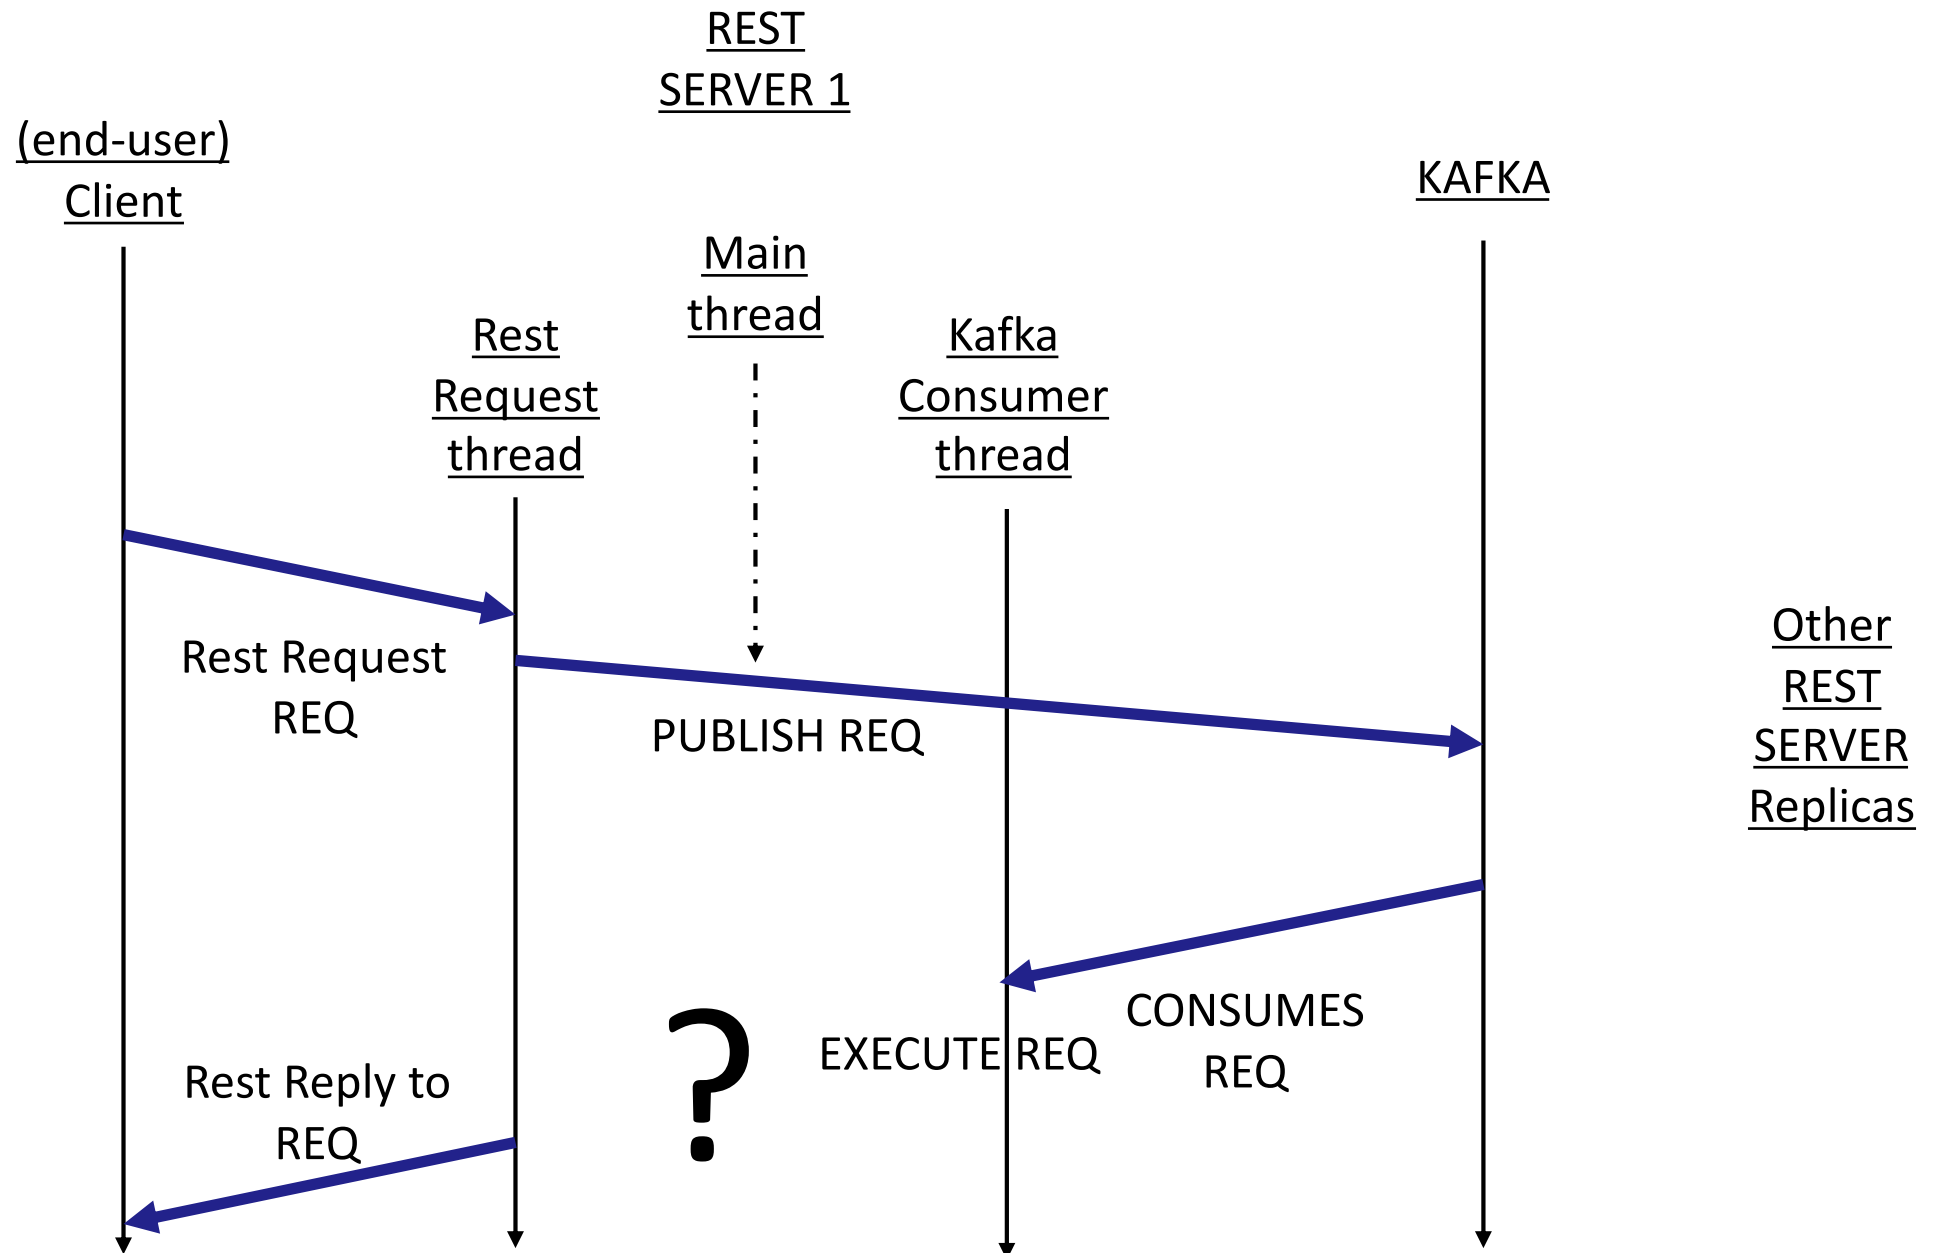 REST
SERVER 1
(end-user)
Client
KAFKA
Main
thread
Rest
Request
thread
Kafka
Consumer
thread
Rest Request
REQ
PUBLISH REQ
Other
REST
SERVER
Replicas
CONSUMES
REQ
EXECUTE REQ
?
Rest Reply to
REQ